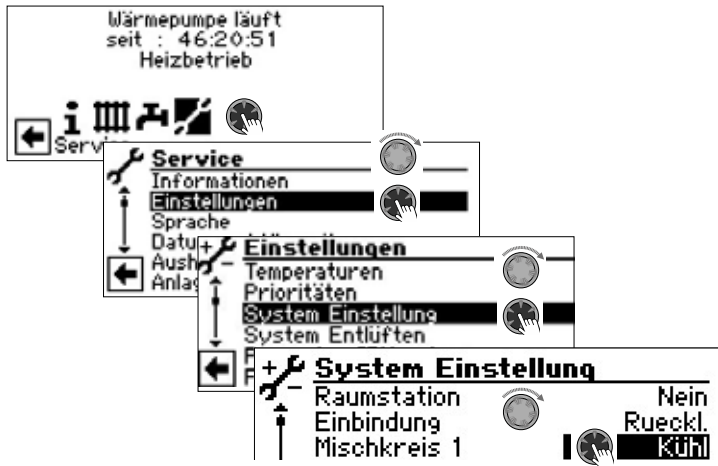 Wärmepumpe läuft
seit : 46:20:51
Heizbetrieb
Service
Informationen
Einstellungen
Sprache
Einstellungen
Temperaturen
Prioritäten
System Einstellung
System Entlüften
System Einstellung
Raumstation Nein
Einbindung Rueckl.
Mischkreis 1 Kühl